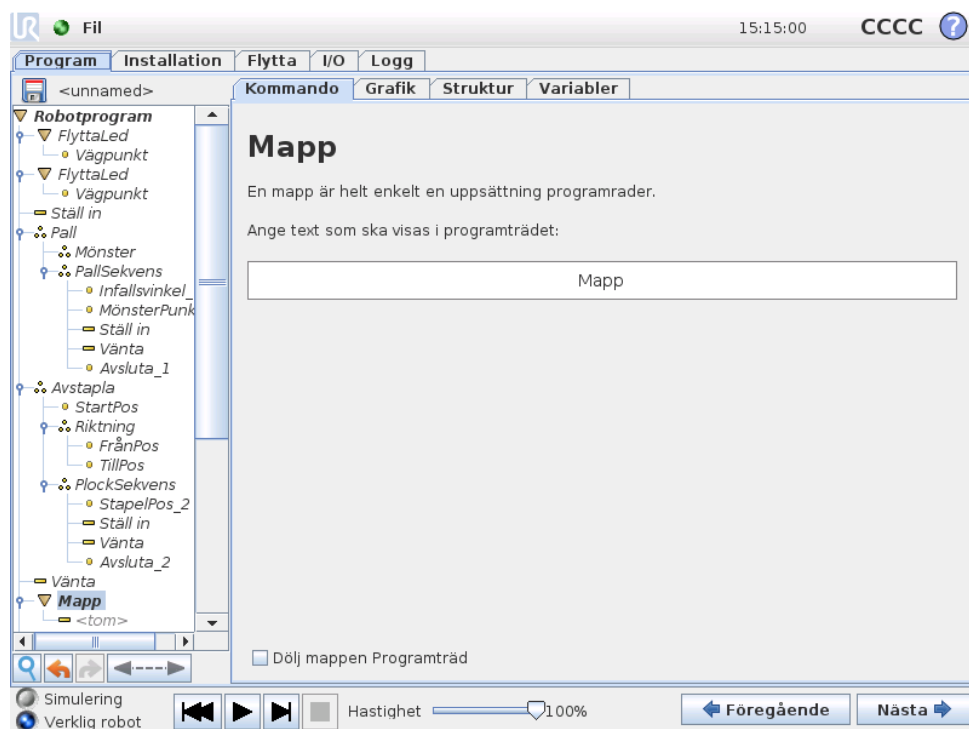 UR Fil 15:15:00 CCCC ?
Program Installation Flytta I/O Logg
<unnamed>
Kommando Grafik Struktur Variabler
Robotprogram
FlyttaLed
Vägpunkt
FlyttaLed
Vägpunkt
Ställ in
Pall
Mönster
PallSekvens
Infallsvinkel_
MönsterPunk
Ställ in
Vänta
Avsluta_1
Avstapla
StartPos
Riktning
FrånPos
TillPos
PlockSekvens
StapelPos_2
Ställ in
Vänta
Avsluta_2
Vänta
Mapp
<tom>
Mapp
En mapp är helt enkelt en uppsättning programrader.
Ange text som ska visas i programträdet:
Mapp
Dölj mappen Programträd
Simulering
Verklig robot
Hastighet 100%
Föregående Nästa